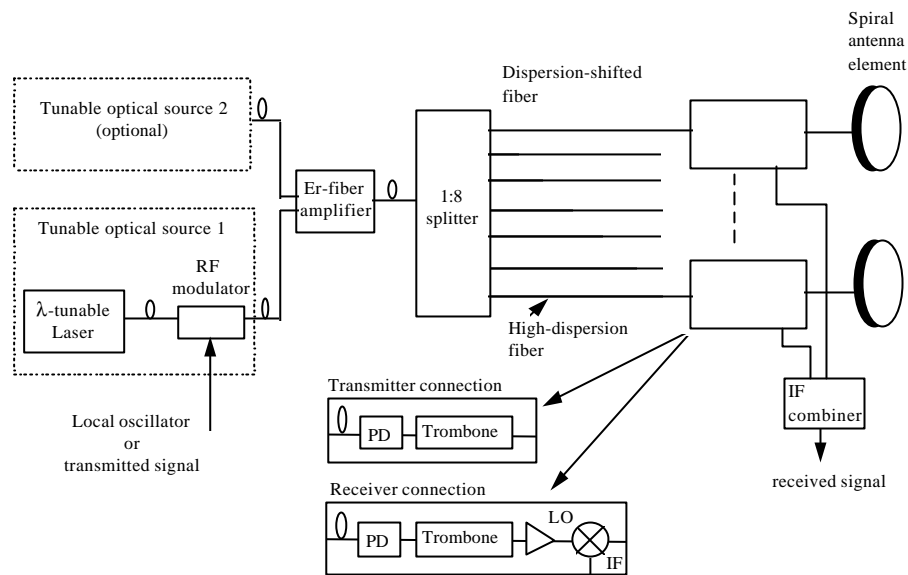 Spiral
antenna
element
Dispersion-shifted
fiber
Tunable optical source 2
(optional)
Er-fiber
amplifier
1:8
splitter
Tunable optical source 1
RF
modulator
λ-tunable
Laser
High-dispersion
fiber
Local oscillator
or
transmitted signal
Transmitter connection
PD
Trombone
IF
combiner
received signal
Receiver connection
PD
Trombone
LO
IF